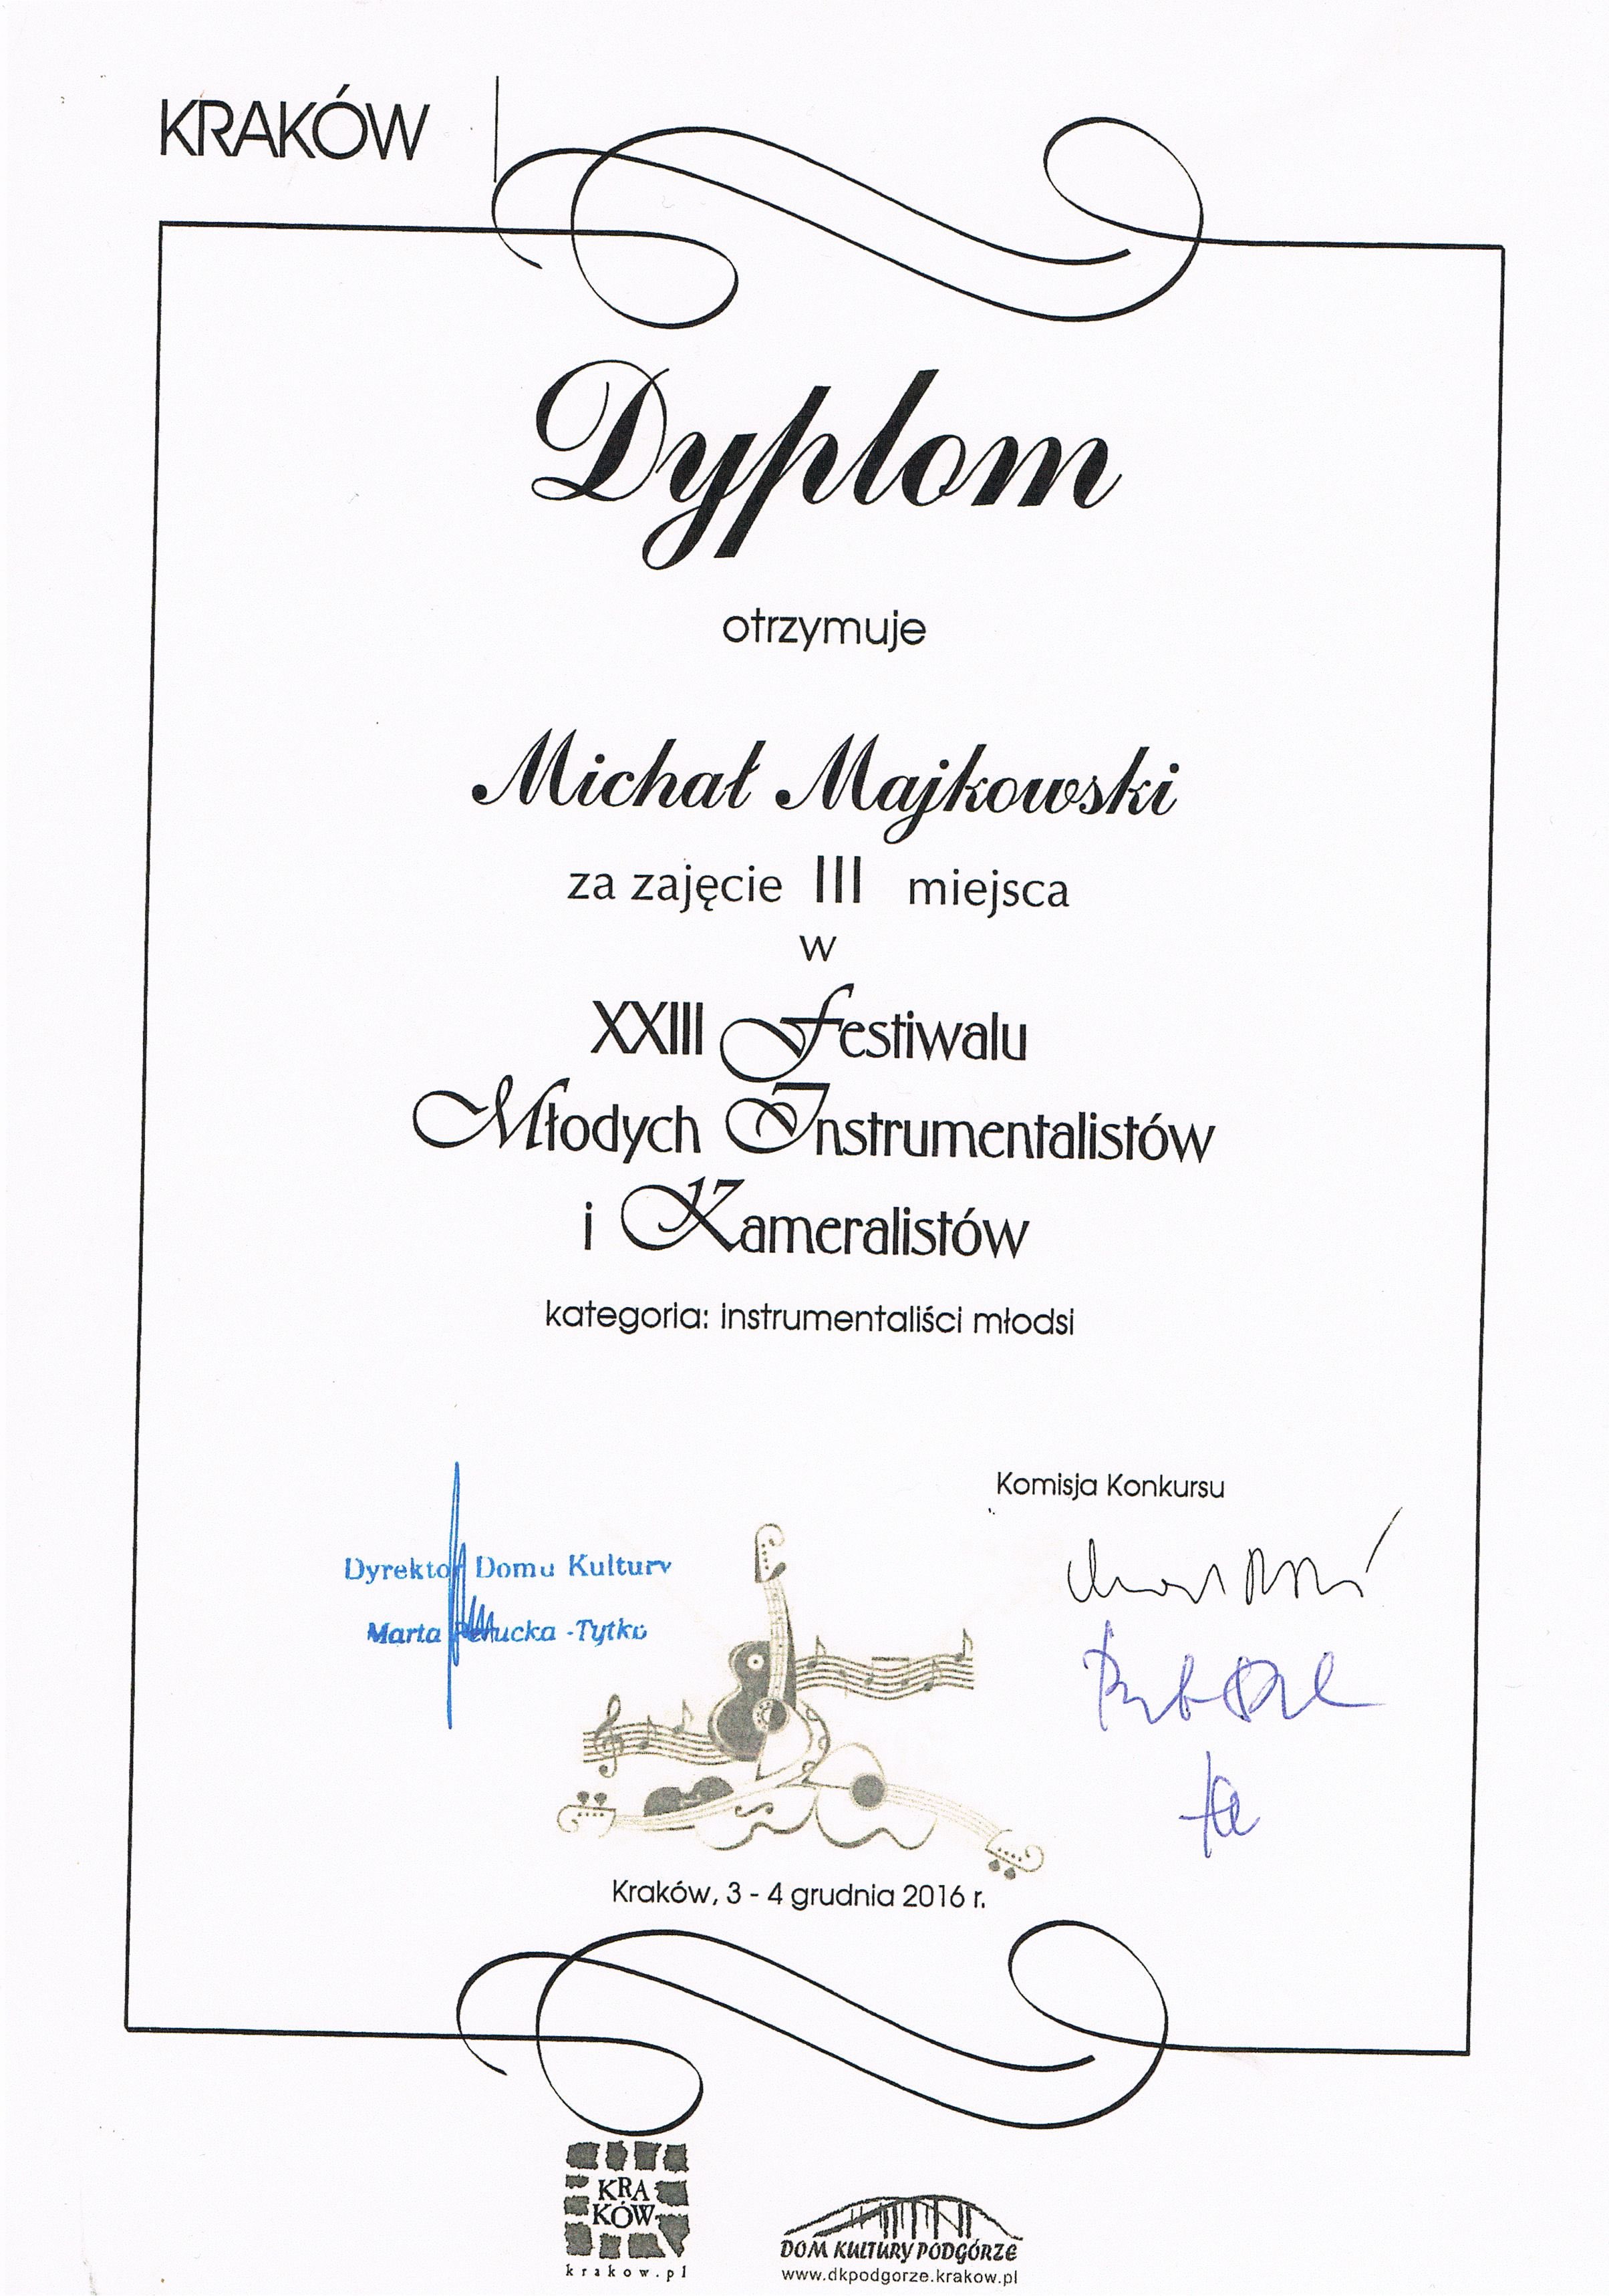 KRAKÓW
Dyplom
otrzymuje
Michał Majkowski
za zajęcie III miejsca
w
XXIII Festiwalu
Młodych Instrumentalistów
i Kameralistów
kategoria: instrumentaliści młodsi
Komisja Konkursu
Dyrektor Domu Kultury
Marta -Tytko
Kraków, 3 - 4 grudnia 2016 r.
KRA
KÓW
krakow.pl
DOM KULTURY PODGÓRZE
www.dkpodgorze.krakow.pl